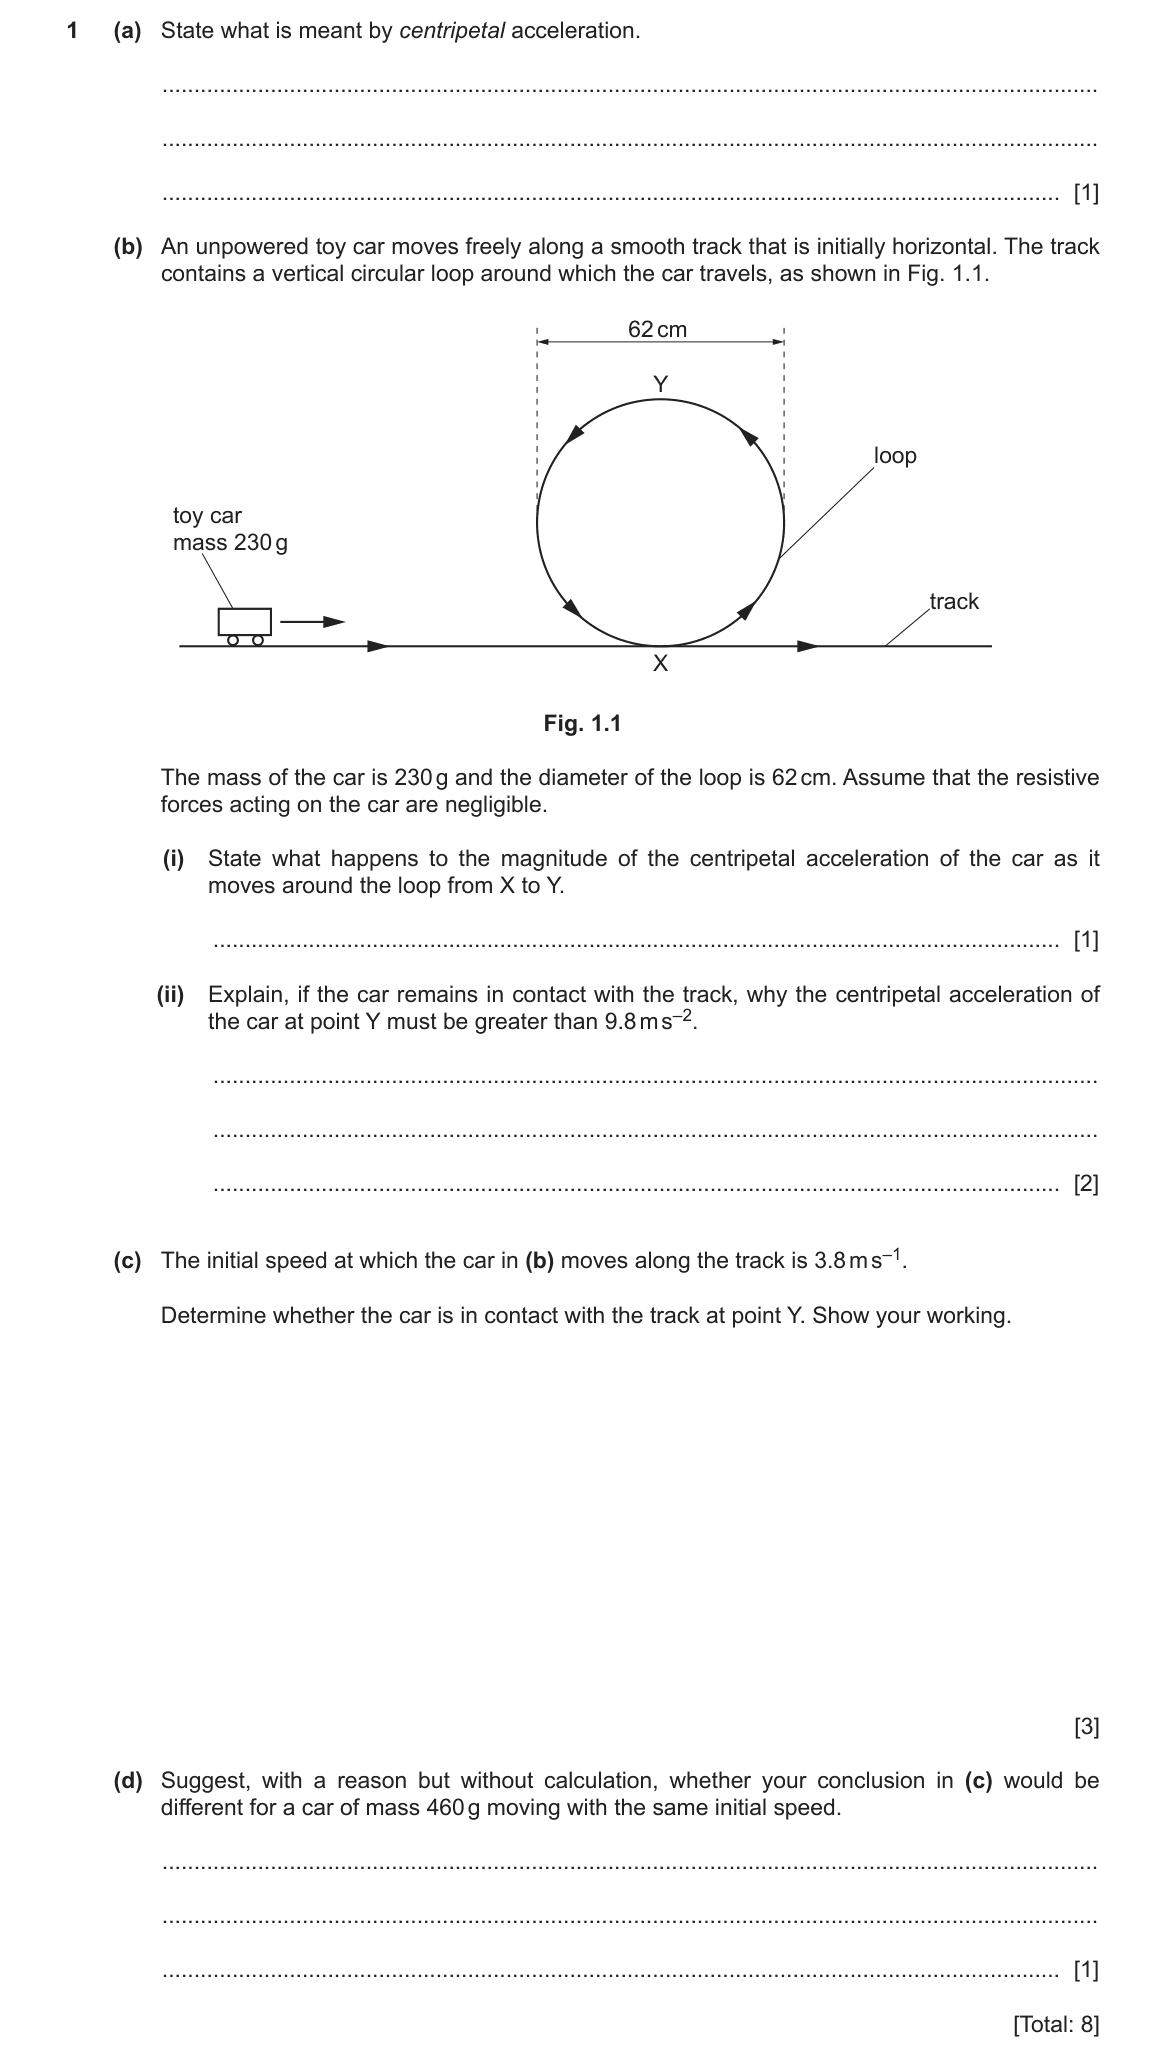 1 (a) State what is meant by centripetal acceleration.
[1]
(b) An unpowered toy car moves freely along a smooth track that is initially horizontal. The track
contains a vertical circular loop around which the car travels, as shown in Fig. 1.1.
62 cm
Y
loop
toy car
mass 230 g
track
X
Fig. 1.1
The mass of the car is 230 g and the diameter of the loop is 62 cm. Assume that the resistive
forces acting on the car are negligible.
(i) State what happens to the magnitude of the centripetal acceleration of the car as it
moves around the loop from X to Y.
[1]
(ii) Explain, if the car remains in contact with the track, why the centripetal acceleration of
the car at point Y must be greater than 9.8 m s⁻².
[2]
(c) The initial speed at which the car in (b) moves along the track is 3.8 m s⁻¹.
Determine whether the car is in contact with the track at point Y. Show your working.
[3]
(d) Suggest, with a reason but without calculation, whether your conclusion in (c) would be
different for a car of mass 460 g moving with the same initial speed.
[1]
[Total: 8]